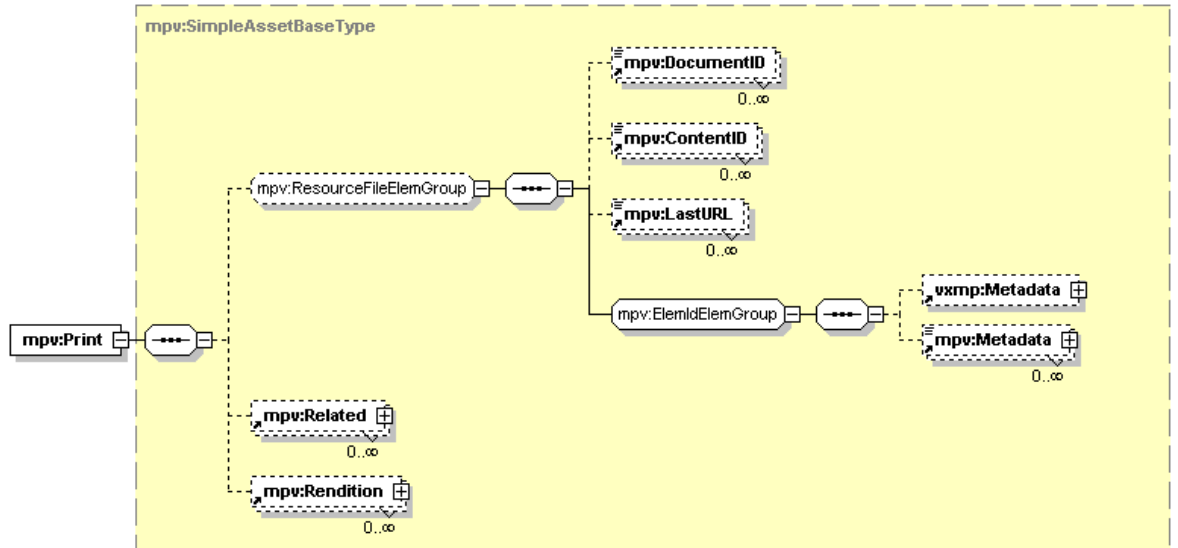 mpv:SimpleAssetBaseType
mpv:DocumentID
0..∞
mpv:ContentID
0..∞
mpv:ResourceFileElemGroup
mpv:LastURL
0..∞
vxmp:Metadata
mpv:ElemIdElemGroup
mpv:Print
mpv:Metadata
0..∞
mpv:Related
0..∞
mpv:Rendition
0..∞